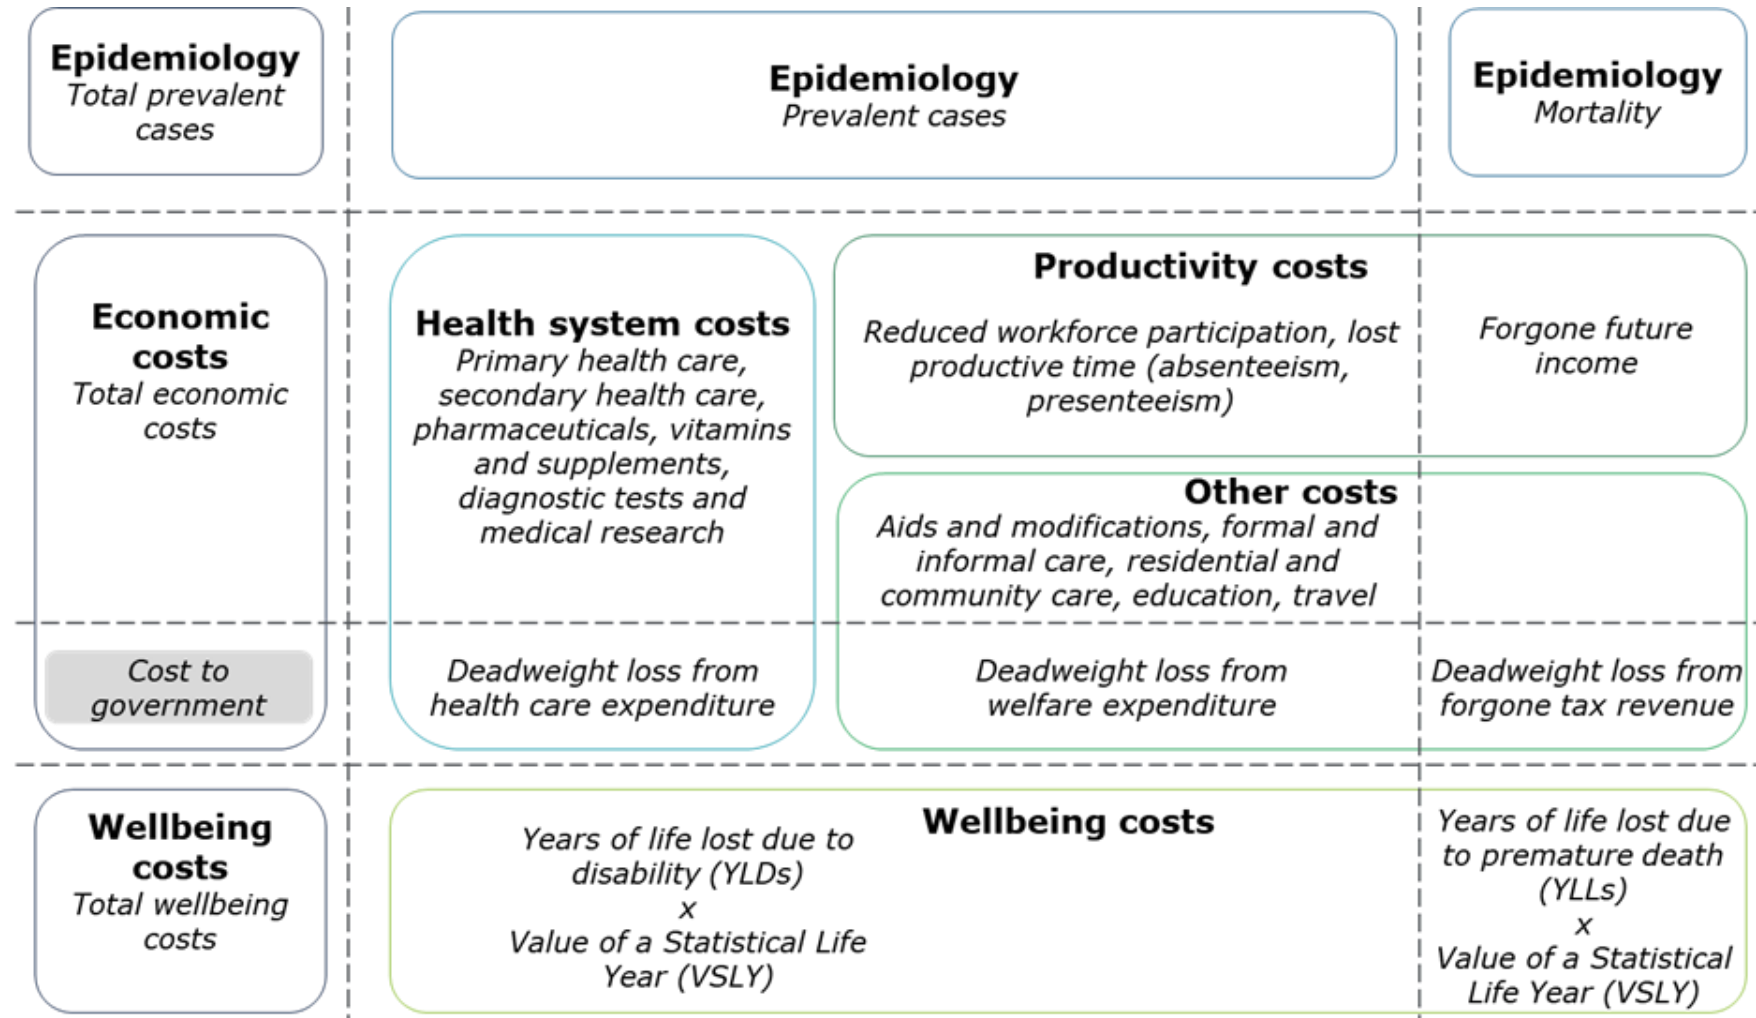 Epidemiology
Total prevalent
cases
Epidemiology
Prevalent cases
Epidemiology
Mortality
Economic
costs
Total economic
costs
Health system costs
Primary health care,
secondary health care,
pharmaceuticals, vitamins
and supplements,
diagnostic tests and
medical research
Productivity costs
Reduced workforce participation, lost
productive time (absenteeism,
presenteeism)
Forgone future
income
Other costs
Aids and modifications, formal and
informal care, residential and
community care, education, travel
Cost to
government
Deadweight loss from
health care expenditure
Deadweight loss from
welfare expenditure
Deadweight loss from
forgone tax revenue
Wellbeing
costs
Total wellbeing
costs
Wellbeing costs
Years of life lost due to
disability (YLDs)
x
Value of a Statistical Life
Year (VSLY)
Years of life lost due
to premature death
(YLLs)
x
Value of a Statistical
Life Year (VSLY)